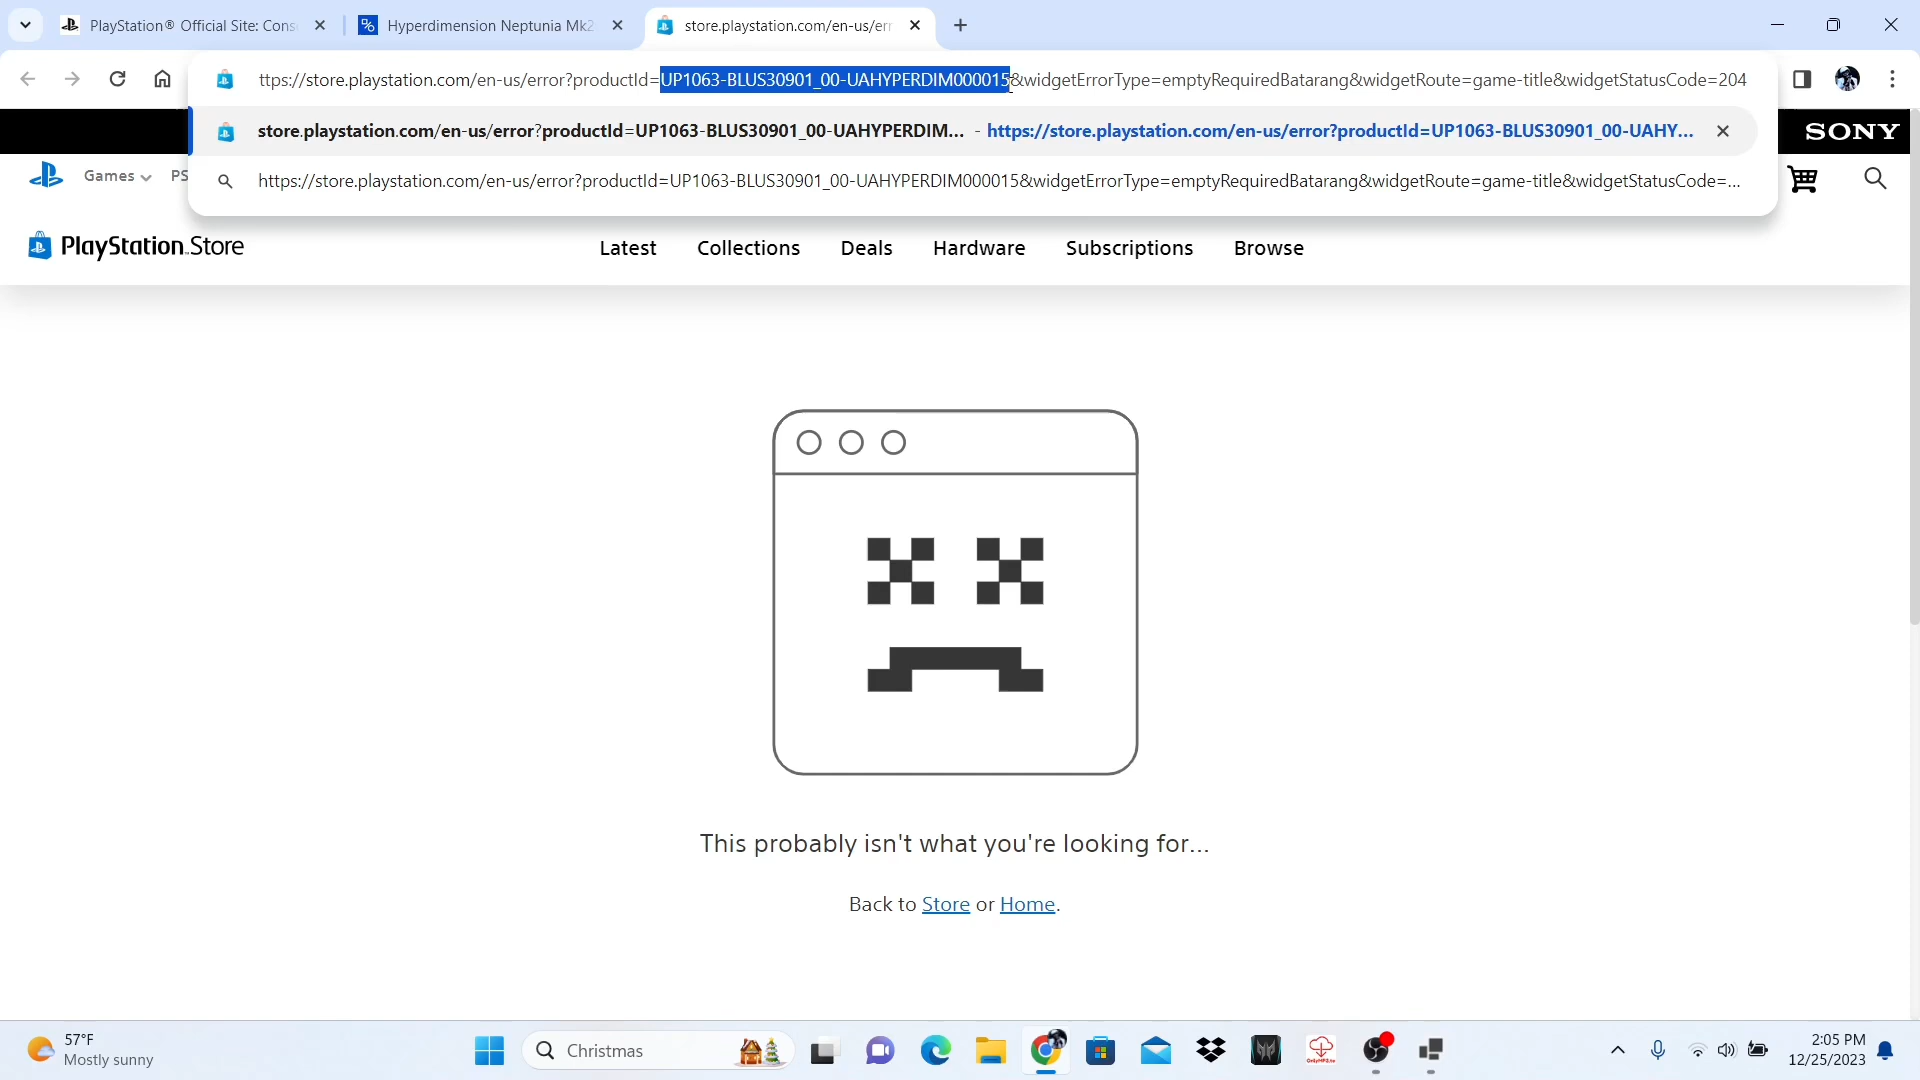 PlayStation® Official Site: Cons
Hyperdimension Neptunia Mk2
store.playstation.com/en-us/err
ttps://store.playstation.com/en-us/error?productId=UP1063-BLUS30901_00-UAHYPERDIM000015&widgetErrorType=emptyRequiredBatarang&widgetRoute=game-title&widgetStatusCode=204
store.playstation.com/en-us/error?productId=UP1063-BLUS30901_00-UAHYPERDIM... - https://store.playstation.com/en-us/error?productId=UP1063-BLUS30901_00-UAHY...
SONY
https://store.playstation.com/en-us/error?productId=UP1063-BLUS30901_00-UAHYPERDIM000015&widgetErrorType=emptyRequiredBatarang&widgetRoute=game-title&widgetStatusCode=...
Games PS
PlayStation Store
Latest Collections Deals Hardware Subscriptions Browse
This probably isn't what you're looking for...
Back to Store or Home.
57°F
Mostly sunny
Christmas
OnlyMP3.to
2:05 PM
12/25/2023